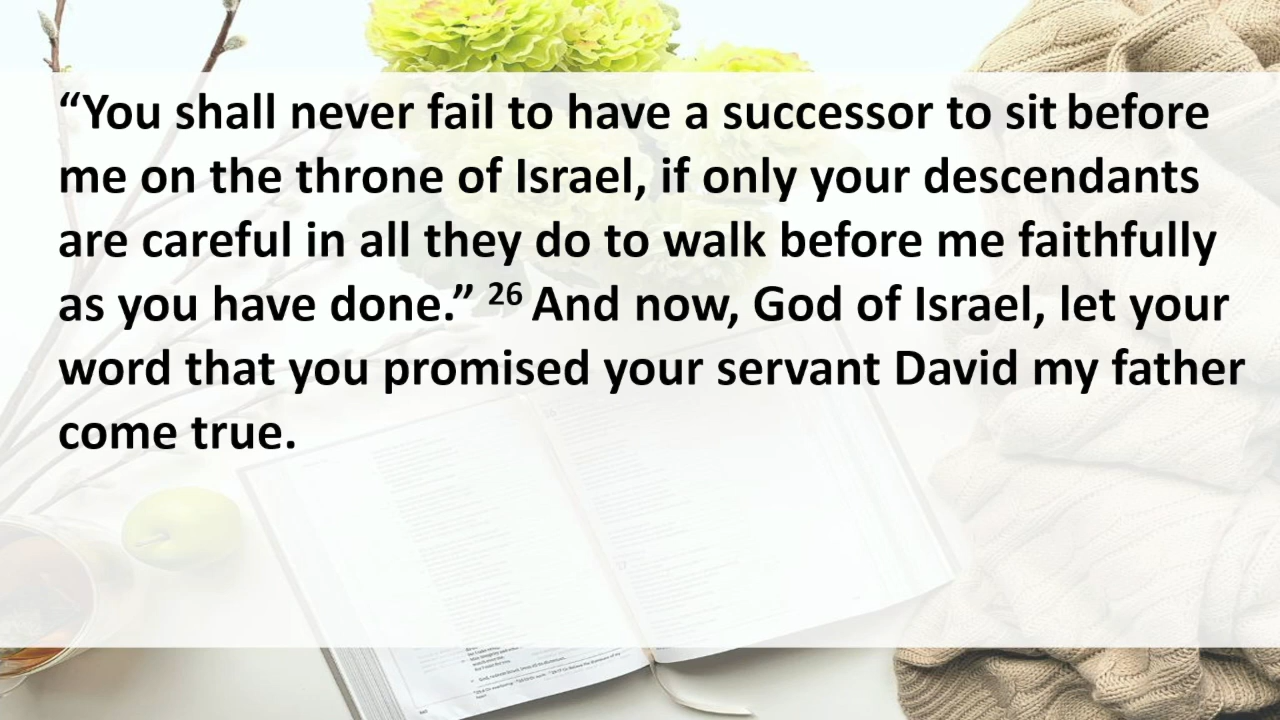 “You shall never fail to have a successor to sit before
me on the throne of Israel, if only your descendants
are careful in all they do to walk before me faithfully
as you have done.” 26 And now, God of Israel, let your
word that you promised your servant David my father
come true.